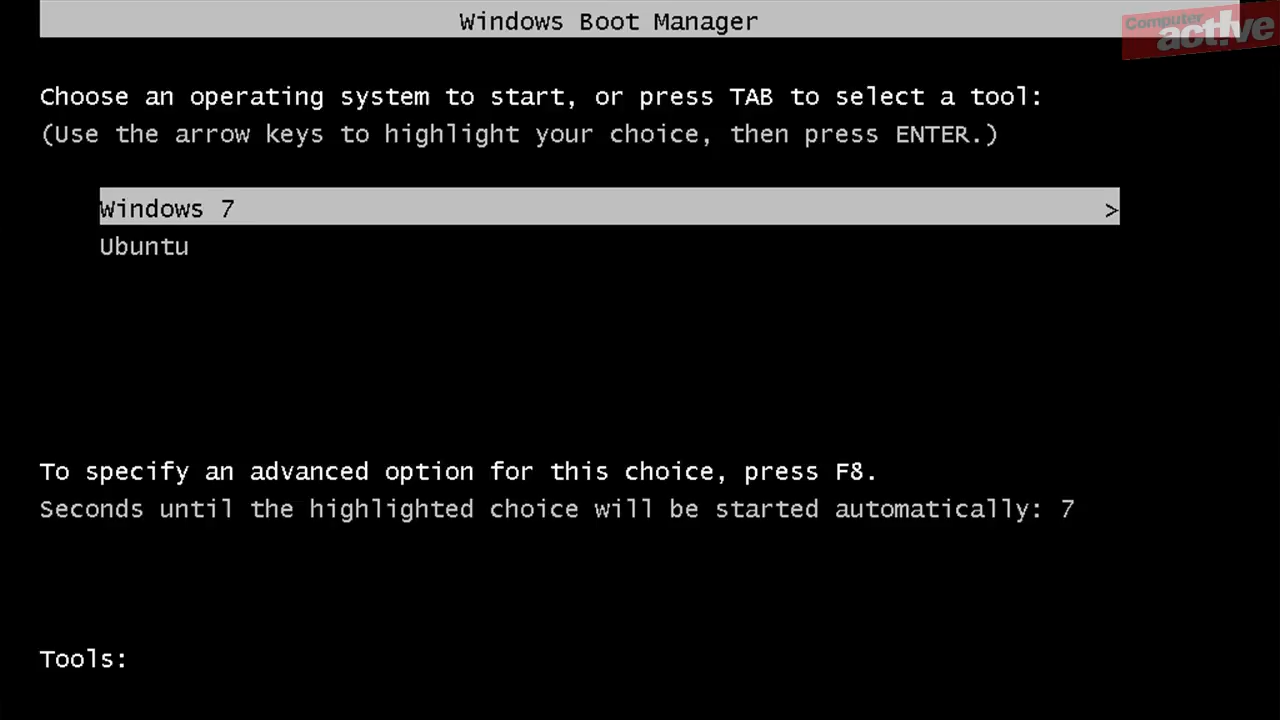 Windows Boot Manager
Computer
act!ve
Choose an operating system to start, or press TAB to select a tool:
(Use the arrow keys to highlight your choice, then press ENTER.)
Windows 7 >
Ubuntu
To specify an advanced option for this choice, press F8.
Seconds until the highlighted choice will be started automatically: 7
Tools: